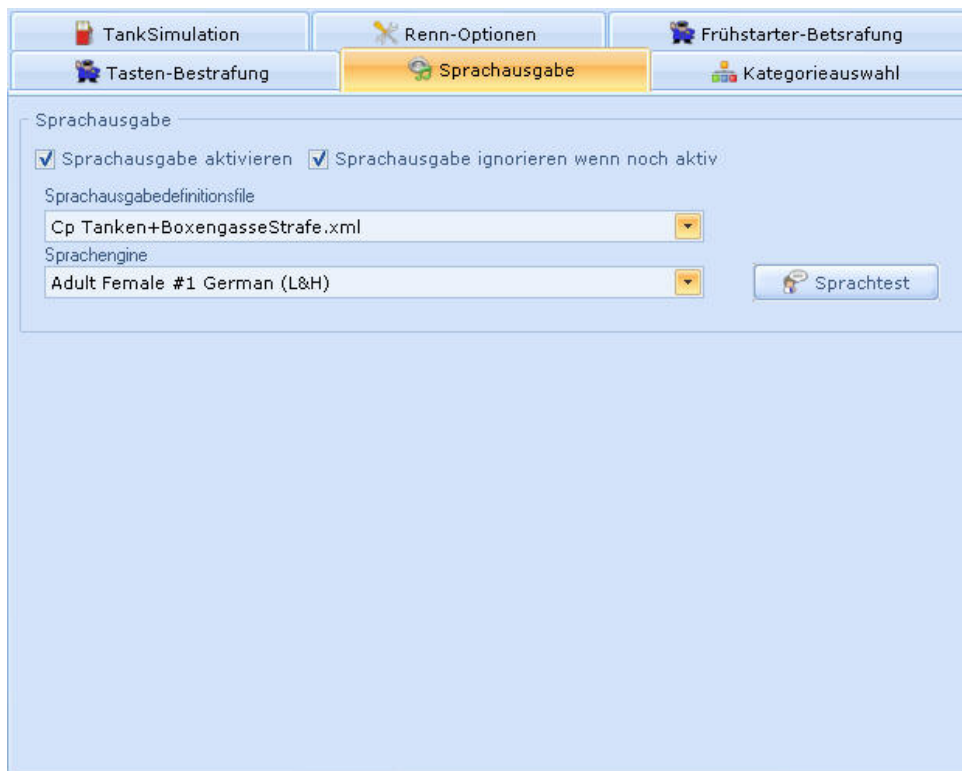 TankSimulation
Renn-Optionen
Frühstarter-Betsrafung
Tasten-Bestrafung
Sprachausgabe
Kategorieauswahl
Sprachausgabe
Sprachausgabe aktivieren
Sprachausgabe ignorieren wenn noch aktiv
Sprachausgabedefinitionsfile
Cp Tanken+BoxengasseStrafe.xml
Sprachengine
Adult Female #1 German (L&H)
Sprachtest